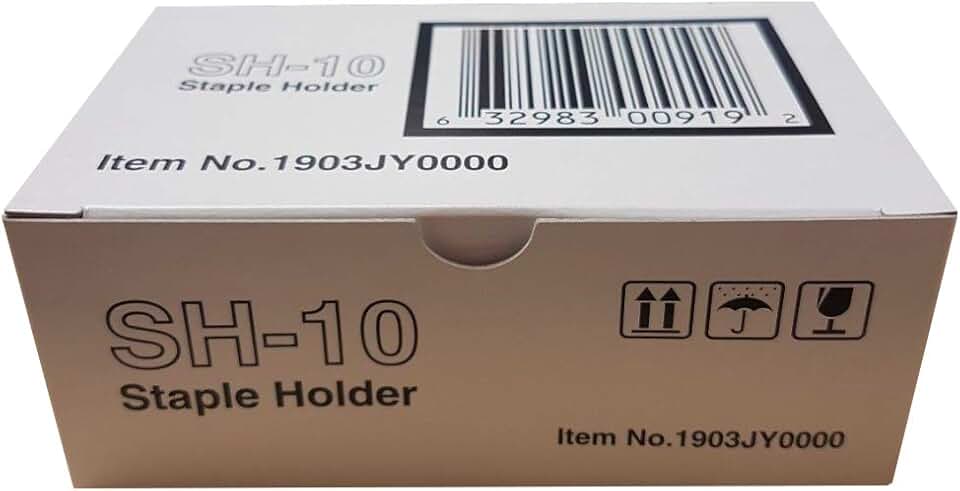 SH-10
Staple Holder
6 32983 00919 2
Item No.1903JY0000
SH-10
Staple Holder
Item No.1903JY0000